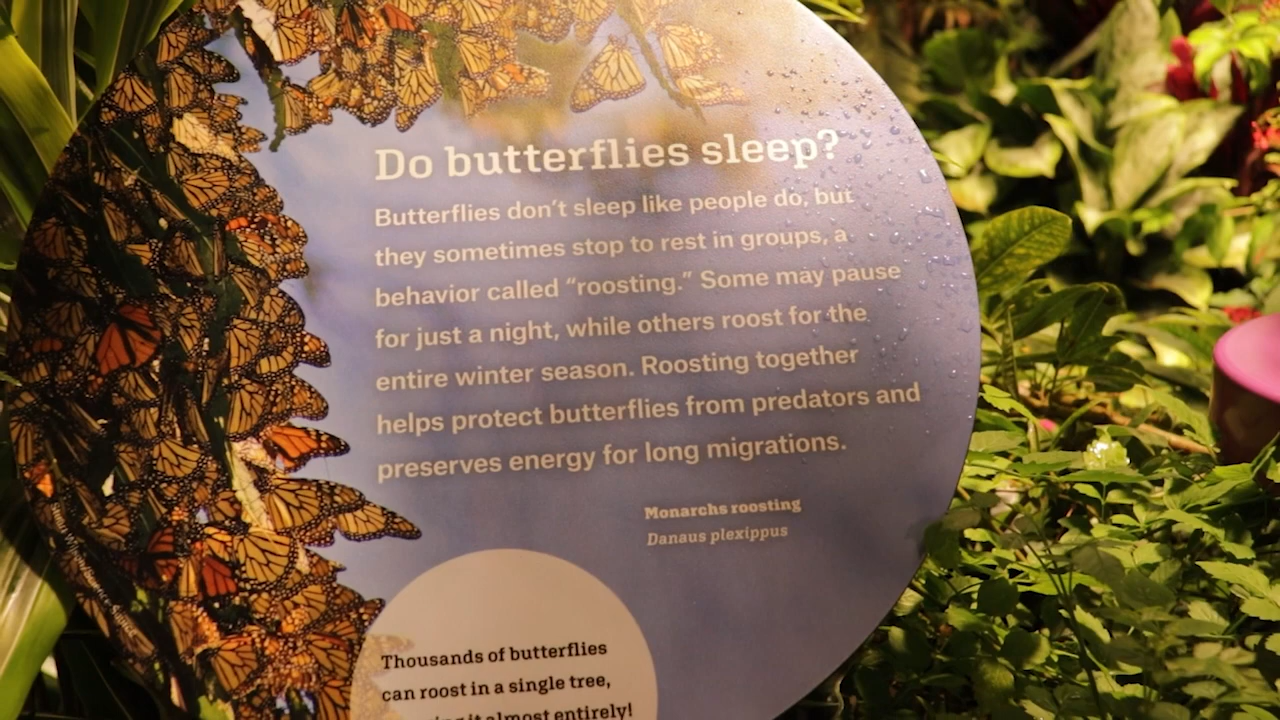 Do butterflies sleep?
Butterflies don't sleep like people do, but
they sometimes stop to rest in groups, a
behavior called “roosting.” Some may pause
for just a night, while others roost for the
entire winter season. Roosting together
helps protect butterflies from predators and
preserves energy for long migrations.
Monarchs roosting
Danaus plexippus
Thousands of butterflies
can roost in a single tree,
it almost entirely!